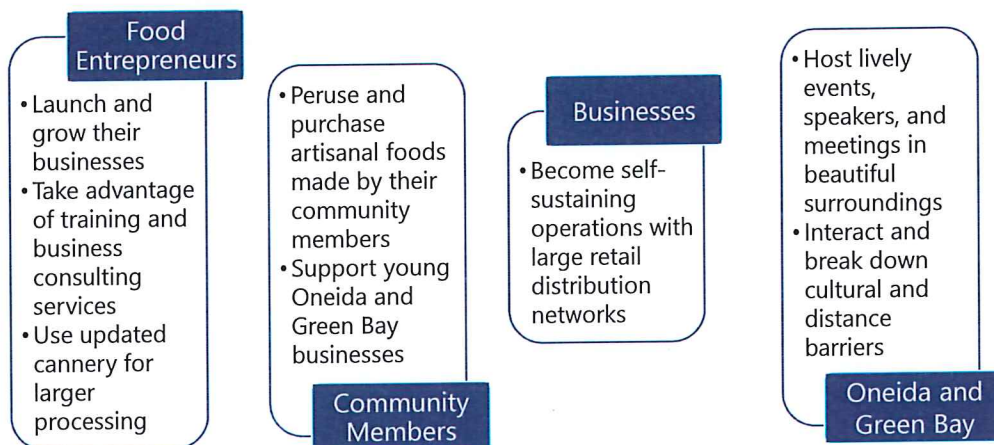 Food
Entrepreneurs
• Launch and
grow their
businesses
• Take advantage
of training and
business
consulting
services
• Use updated
cannery for
larger
processing
• Peruse and
purchase
artisanal foods
made by their
community
members
• Support young
Oneida and
Green Bay
businesses
Community
Members
Businesses
• Become self-
sustaining
operations with
large retail
distribution
networks
• Host lively
events,
speakers, and
meetings in
beautiful
surroundings
• Interact and
break down
cultural and
distance
barriers
Oneida and
Green Bay